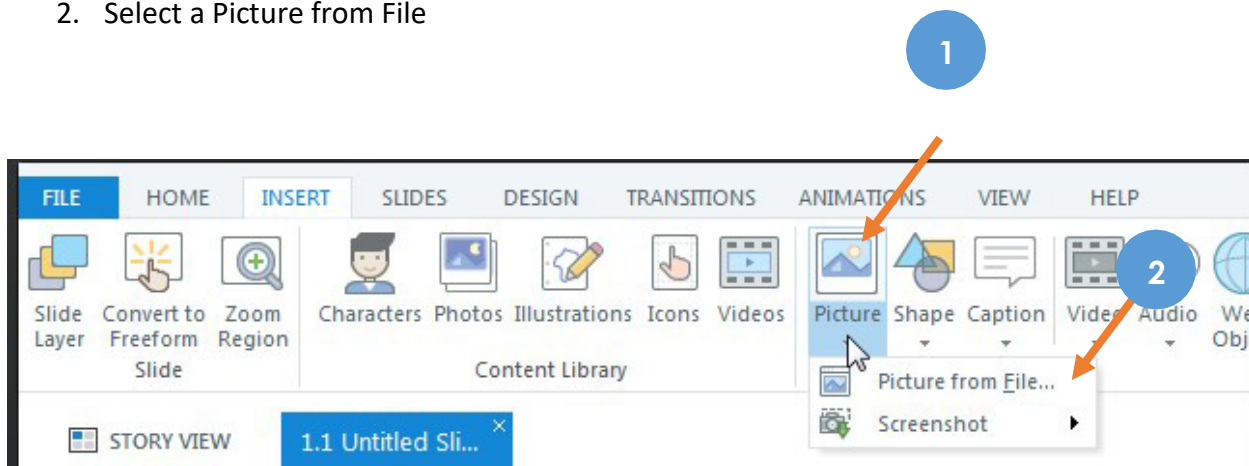 2. Select a Picture from File
1
FILE HOME INSERT SLIDES DESIGN TRANSITIONS ANIMATIONS VIEW HELP
2
Slide Convert to Zoom Characters Photos Illustrations Icons Videos Picture Shape Caption Video Audio We
Layer Freeform Region Obj
Slide Content Library
Picture from File...
Screenshot
STORY VIEW 1.1 Untitled Sli... ×